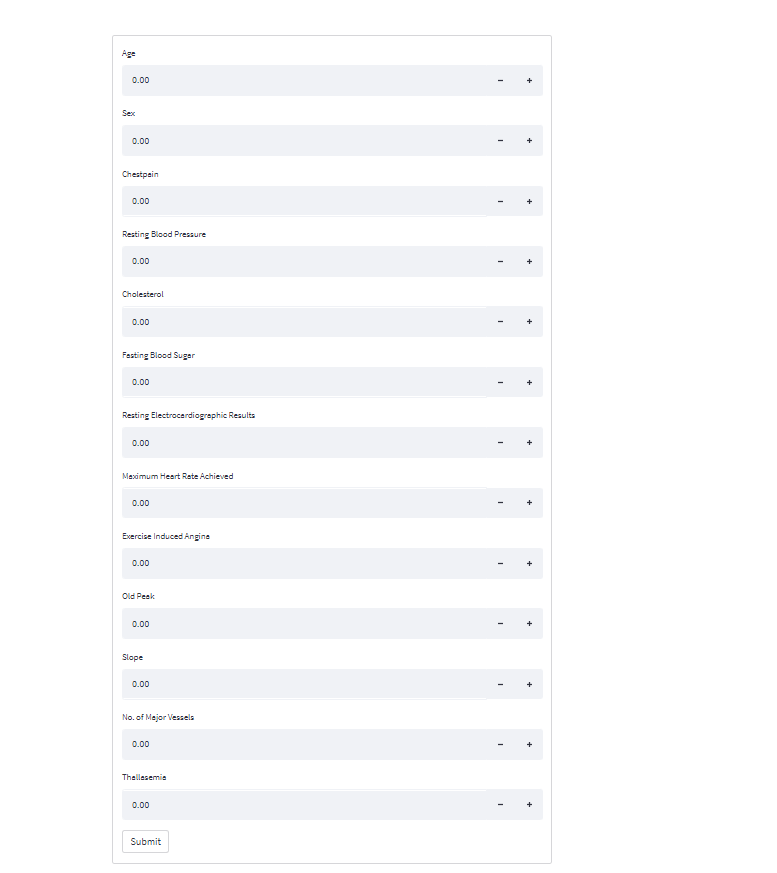 Age
0.00 - +
Sex
0.00 - +
Chestpain
0.00 - +
Resting Blood Pressure
0.00 - +
Cholesterol
0.00 - +
Fasting Blood Sugar
0.00 - +
Resting Electrocardiographic Results
0.00 - +
Maximum Heart Rate Achieved
0.00 - +
Exercise Induced Angina
0.00 - +
Old Peak
0.00 - +
Slope
0.00 - +
No. of Major Vessels
0.00 - +
Thallasemia
0.00 - +
Submit